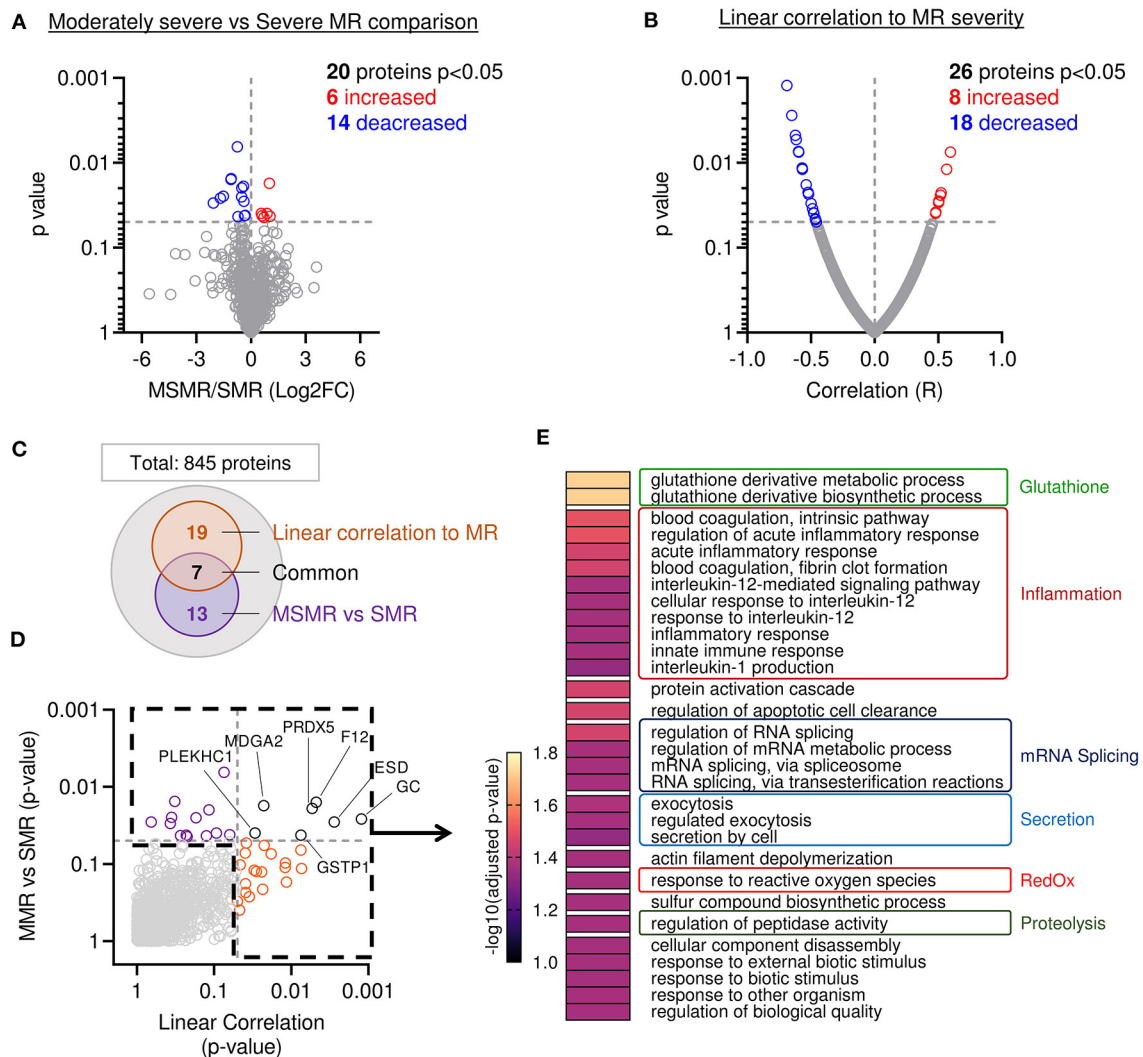 A Moderately severe vs Severe MR comparison
20 proteins p<0.05
6 increased
14 deacreased
0.001
0.01
0.1
1
p value
-6 -3 0 3 6
MSMR/SMR (Log2FC)
B Linear correlation to MR severity
26 proteins p<0.05
8 increased
18 decreased
0.001
0.01
0.1
1
p value
-1.0 -0.5 0.0 0.5 1.0
Correlation (R)
C
Total: 845 proteins
19 Linear correlation to MR
7 Common
13 MSMR vs SMR
D
0.001
0.01
0.1
1
MMR vs SMR (p-value)
PRDX5
MDGA2
F12
PLEKHC1
ESD
GC
GSTP1
1 0.1 0.01 0.001
Linear Correlation
(p-value)
E
1.8
1.6
1.4
1.2
1.0
-log10(adjusted p-value)
glutathione derivative metabolic process
glutathione derivative biosynthetic process
Glutathione
blood coagulation, intrinsic pathway
regulation of acute inflammatory response
acute inflammatory response
blood coagulation, fibrin clot formation
interleukin-12-mediated signaling pathway
cellular response to interleukin-12
response to interleukin-12
inflammatory response
innate immune response
interleukin-1 production
Inflammation
protein activation cascade
regulation of apoptotic cell clearance
regulation of RNA splicing
regulation of mRNA metabolic process
mRNA splicing, via spliceosome
RNA splicing, via transesterification reactions
mRNA Splicing
exocytosis
regulated exocytosis
secretion by cell
Secretion
actin filament depolymerization
response to reactive oxygen species
RedOx
sulfur compound biosynthetic process
regulation of peptidase activity
Proteolysis
cellular component disassembly
response to external biotic stimulus
response to biotic stimulus
response to other organism
regulation of biological quality